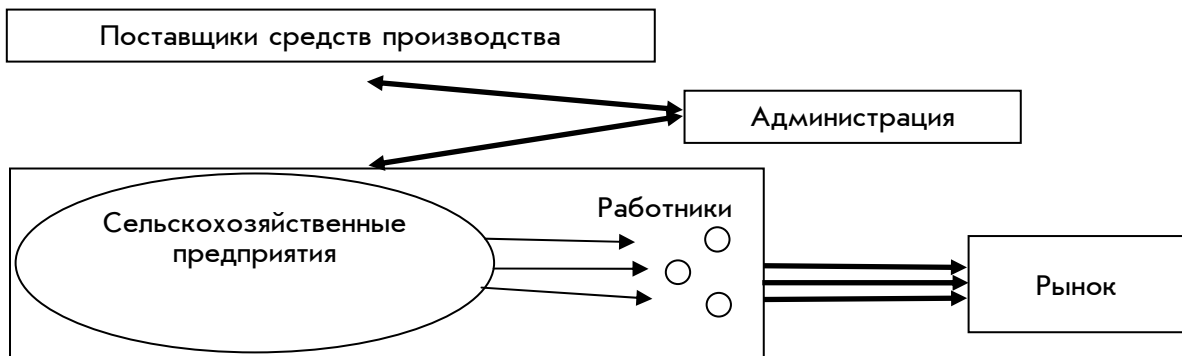 Поставщики средств производства
Администрация
Сельскохозяйственные
предприятия
Работники
Рынок